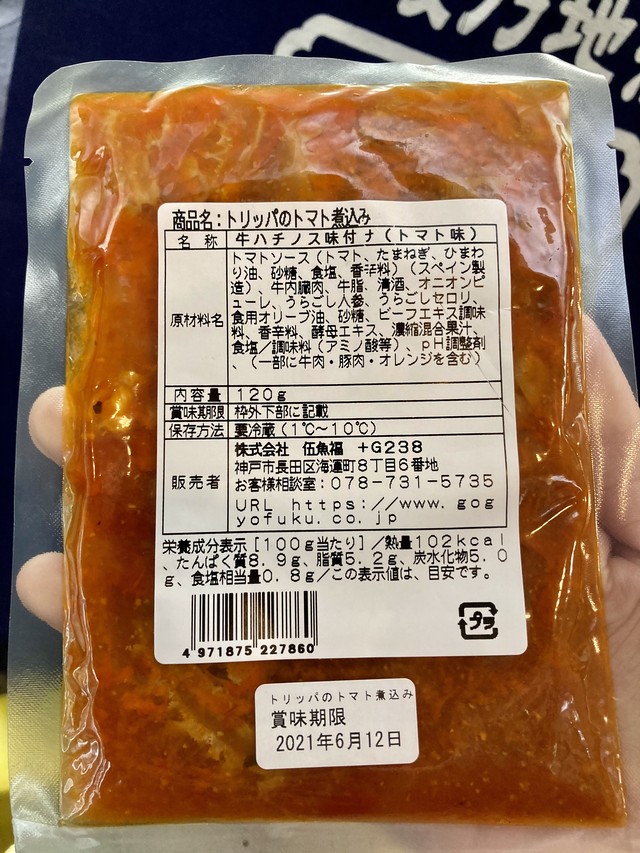 乃地
商品名：トリッパのトマト煮込み
名 称 牛ハチノス味付け（トマト味）
原材料名
トマトソース（トマト、たまねぎ、ひまわ
り油、砂糖、食塩、香辛料）（スペイン製
造）、牛内臓肉、牛脂、清酒、オニオンピ
ューレ、うらごし人参、うらごしセロリ、
食用オリーブ油、砂糖、ビーフエキス調味
料、香辛料、酵母エキス、濃縮混合果汁、
食塩／調味料（アミノ酸等）、ｐＨ調整剤
、（一部に牛肉・豚肉・オレンジを含む）
内容量 １２０ｇ
賞味期限 枠外下部に記載
保存方法 要冷蔵（1℃～10℃）
販売者
株式会社 伍魚福 ＋G238
神戸市長田区海運町８丁目６番地
お客様相談室：078-731-5735
URL https://www.gog
yofuku.co.jp
栄養成分表示［100ｇ当たり］／熱量102kcal
、たんぱく質8.9g、脂質5.2g、炭水化物5.0
g、食塩相当量0.8g／この表示値は、目安です。
4 971875 227860
プラ
トリッパのトマト煮込み
賞味期限
2021年6月12日